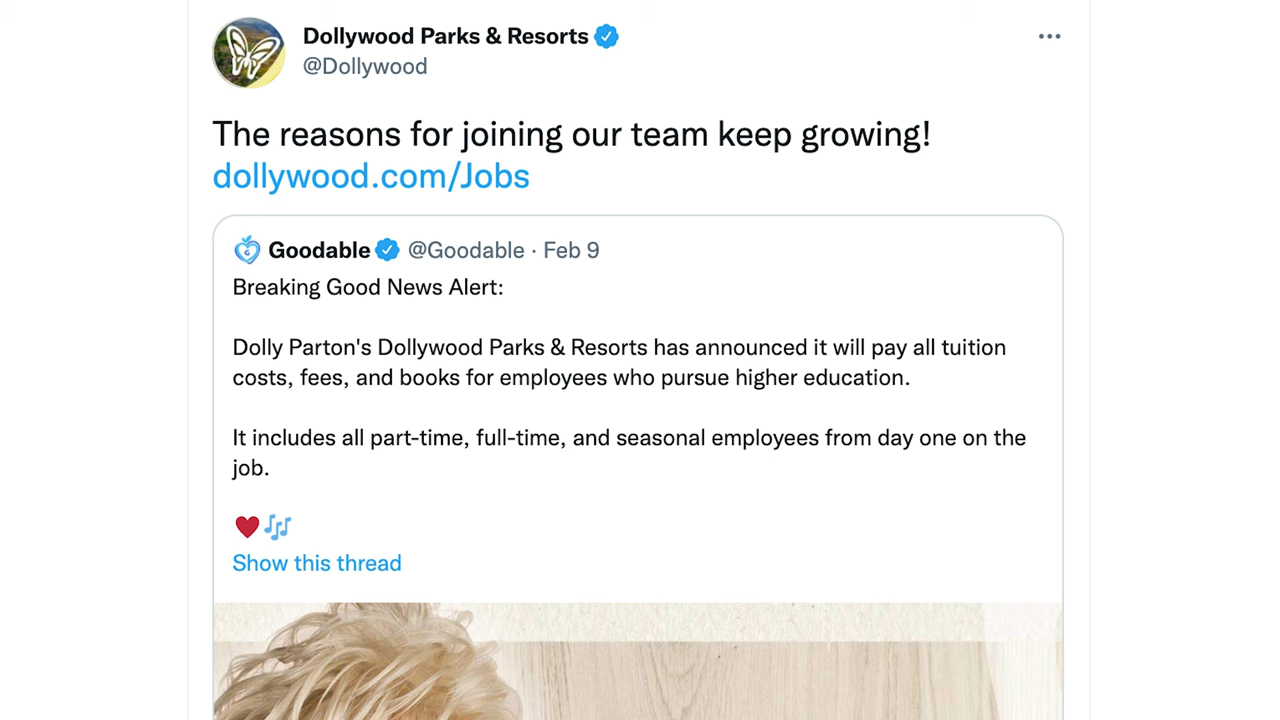 Dollywood Parks & Resorts
@Dollywood
The reasons for joining our team keep growing!
dollywood.com/Jobs
Goodable @Goodable · Feb 9
Breaking Good News Alert:
Dolly Parton's Dollywood Parks & Resorts has announced it will pay all tuition
costs, fees, and books for employees who pursue higher education.
It includes all part-time, full-time, and seasonal employees from day one on the
job.
❤️🎶
Show this thread